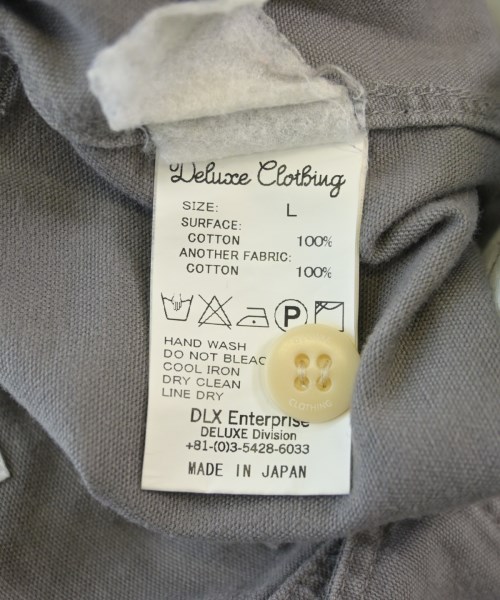 Deluxe Clothing
SIZE: L
SURFACE:
COTTON 100%
ANOTHER FABRIC:
COTTON 100%
P
HAND WASH
DO NOT BLEAC
COOL IRON
DRY CLEAN
LINE DRY
CLOTHING
DLX Enterprise
DELUXE Division
+81-(0)3-5428-6033
MADE IN JAPAN